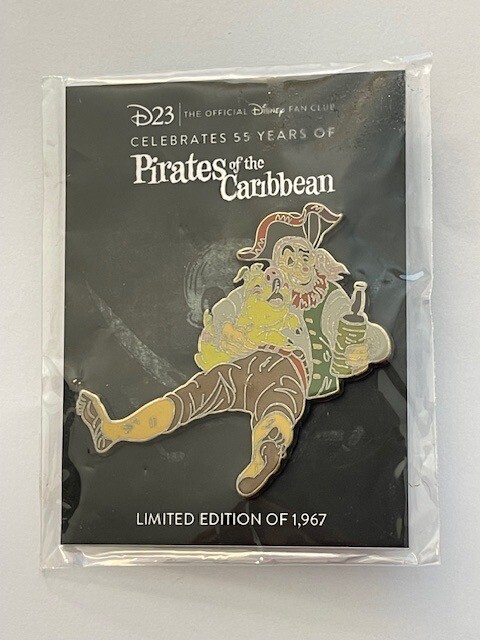 D23 | THE OFFICIAL Disney FAN CLUB
CELEBRATES 55 YEARS OF
Pirates of the
Caribbean
LIMITED EDITION OF 1,967